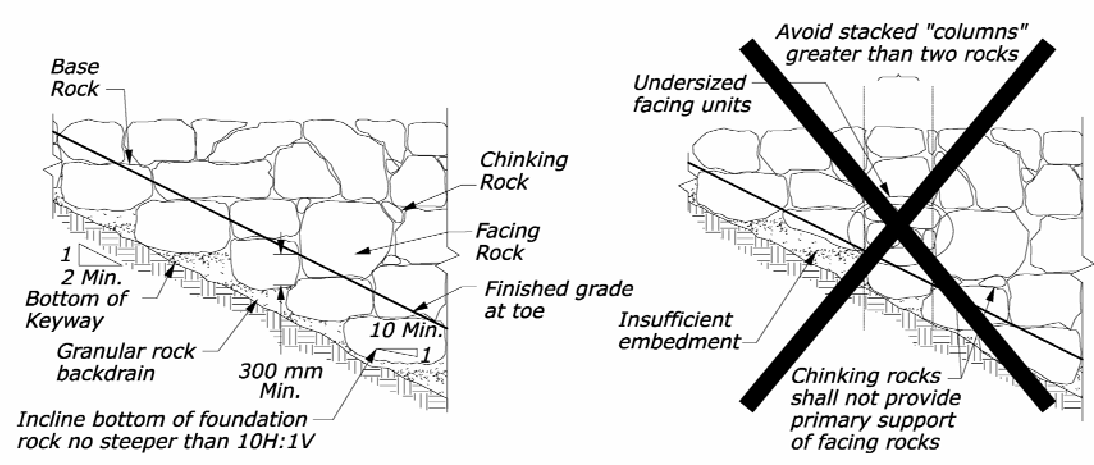 Base
Rock
Chinking
Rock
Facing
Rock
1
2 Min.
Bottom of
Keyway
Finished grade
at toe
10 Min.
1
Granular rock
backdrain
300 mm
Min.
Incline bottom of foundation
rock no steeper than 10H:1V
Avoid stacked "columns"
greater than two rocks
Undersized
facing units
Insufficient
embedment
Chinking rocks
shall not provide
primary support
of facing rocks